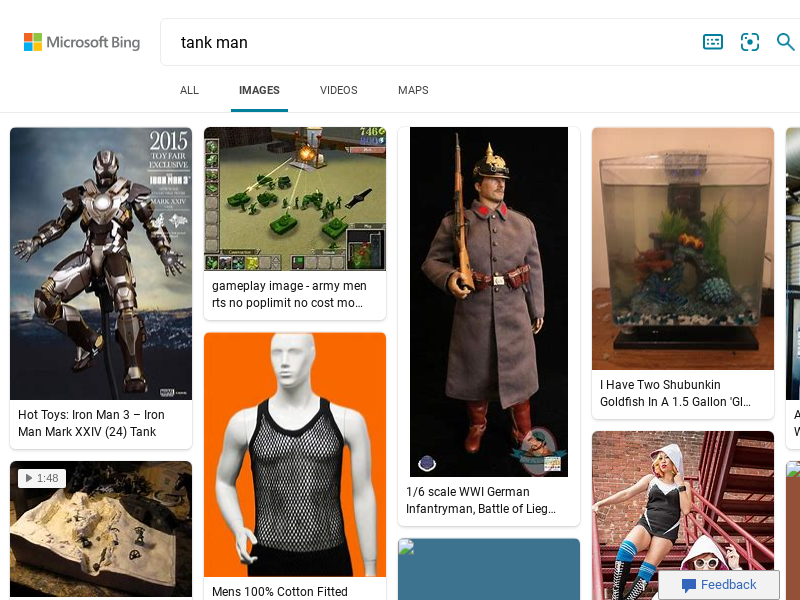 Microsoft Bing
tank man
ALL
IMAGES
VIDEOS
MAPS
2015
TOY FAIR
EXCLUSIVE
IRON MAN 3
MARK XXIV
Hot Toys: Iron Man 3 – Iron
Man Mark XXIV (24) Tank
1:48
gameplay image - army men
rts no poplimit no cost mo…
Mens 100% Cotton Fitted
1/6 scale WWI German
Infantryman, Battle of Lieg…
I Have Two Shubunkin
Goldfish In A 1.5 Gallon 'Gl…
A
W
Feedback